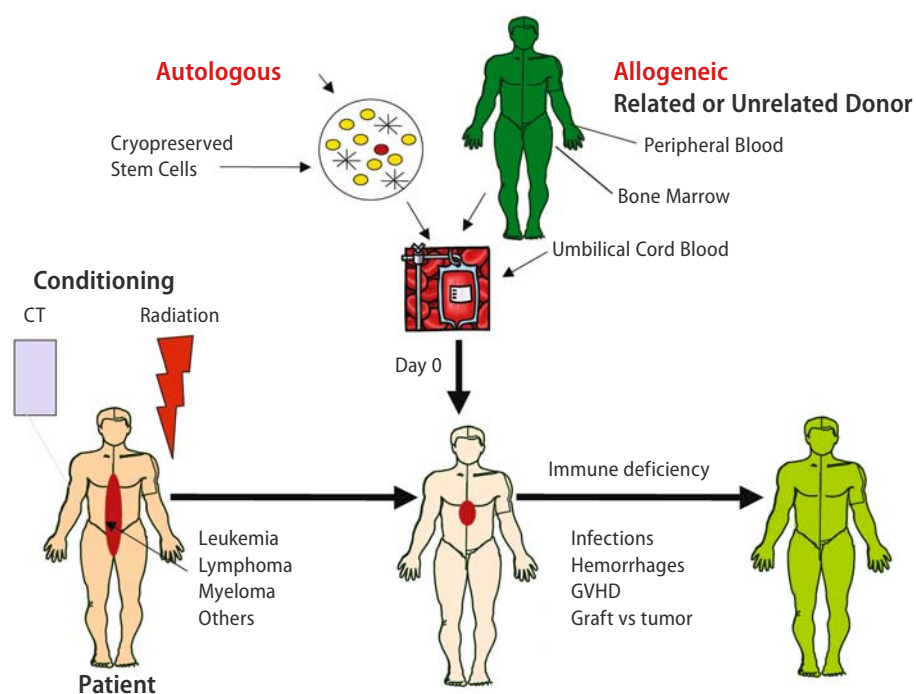 Autologous
Cryopreserved
Stem Cells
Allogeneic
Related or Unrelated Donor
Peripheral Blood
Bone Marrow
Umbilical Cord Blood
Conditioning
CT
Radiation
Day 0
Leukemia
Lymphoma
Myeloma
Others
Patient
Immune deficiency
Infections
Hemorrhages
GVHD
Graft vs tumor